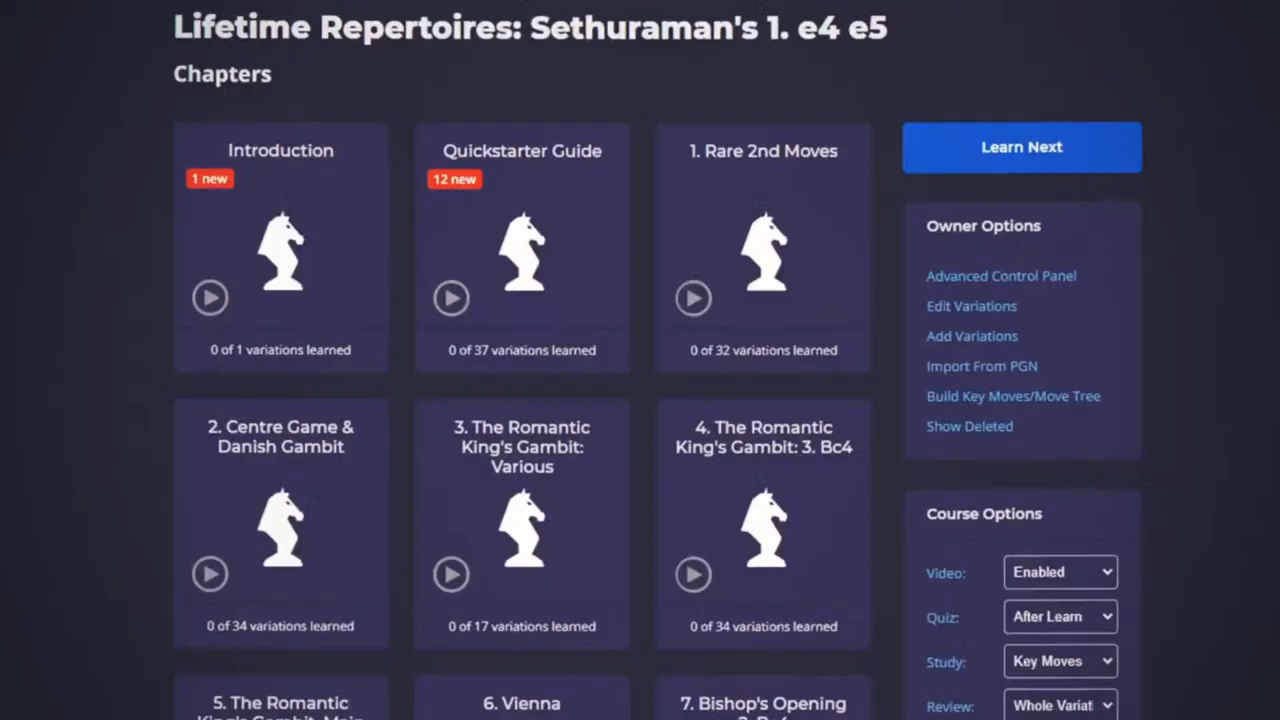 Lifetime Repertoires: Sethuraman's 1. e4 e5
Chapters
Introduction
1 new
0 of 1 variations learned
Quickstarter Guide
12 new
0 of 37 variations learned
1. Rare 2nd Moves
0 of 32 variations learned
2. Centre Game &
Danish Gambit
0 of 34 variations learned
3. The Romantic
King's Gambit:
Various
0 of 17 variations learned
4. The Romantic
King's Gambit: 3. Bc4
0 of 34 variations learned
5. The Romantic
King's Gambit: Main
6. Vienna
7. Bishop's Opening
2. Bc4
Learn Next
Owner Options
Advanced Control Panel
Edit Variations
Add Variations
Import From PGN
Build Key Moves/Move Tree
Show Deleted
Course Options
Video: Enabled
Quiz: After Learn
Study: Key Moves
Review: Whole Variat